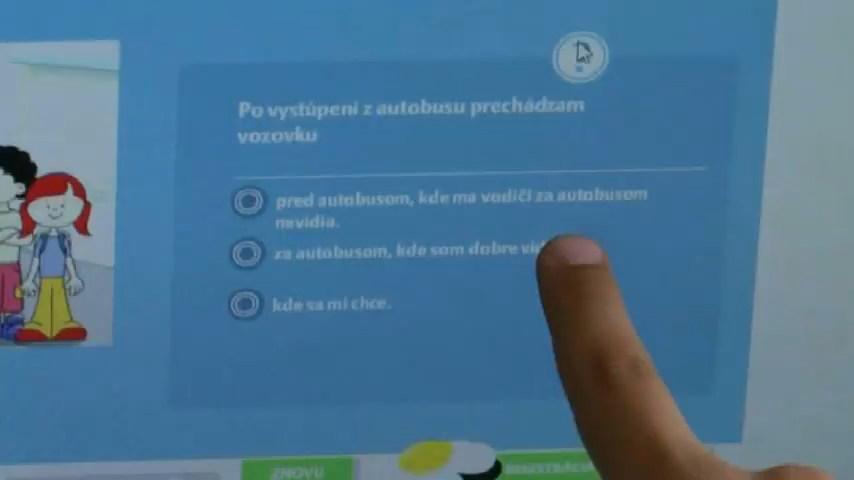 Po vystúpení z autobusu prechádzam
vozovku
pred autobusom, kde ma vodiči za autobusom
nevidia.
za autobusom, kde som dobre
kde sa mi chce.
ZNOVU